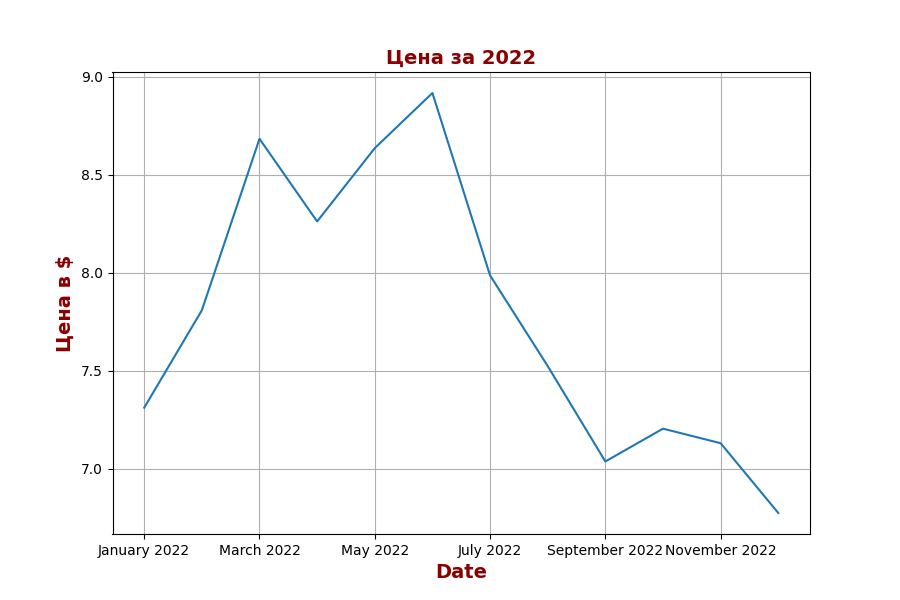 Цена за 2022
Цена в $
9.0
8.5
8.0
7.5
7.0
January 2022
March 2022
May 2022
July 2022
September 2022
November 2022
Date